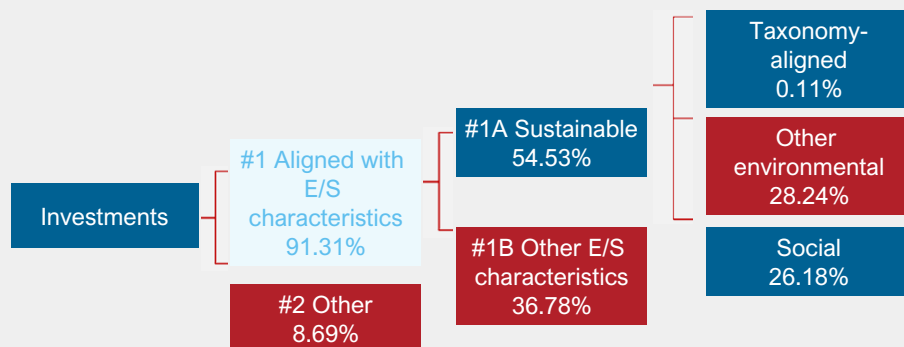 Investments
#1 Aligned with
E/S
characteristics
91.31%
#2 Other
8.69%
#1A Sustainable
54.53%
#1B Other E/S
characteristics
36.78%
Taxonomy-
aligned
0.11%
Other
environmental
28.24%
Social
26.18%